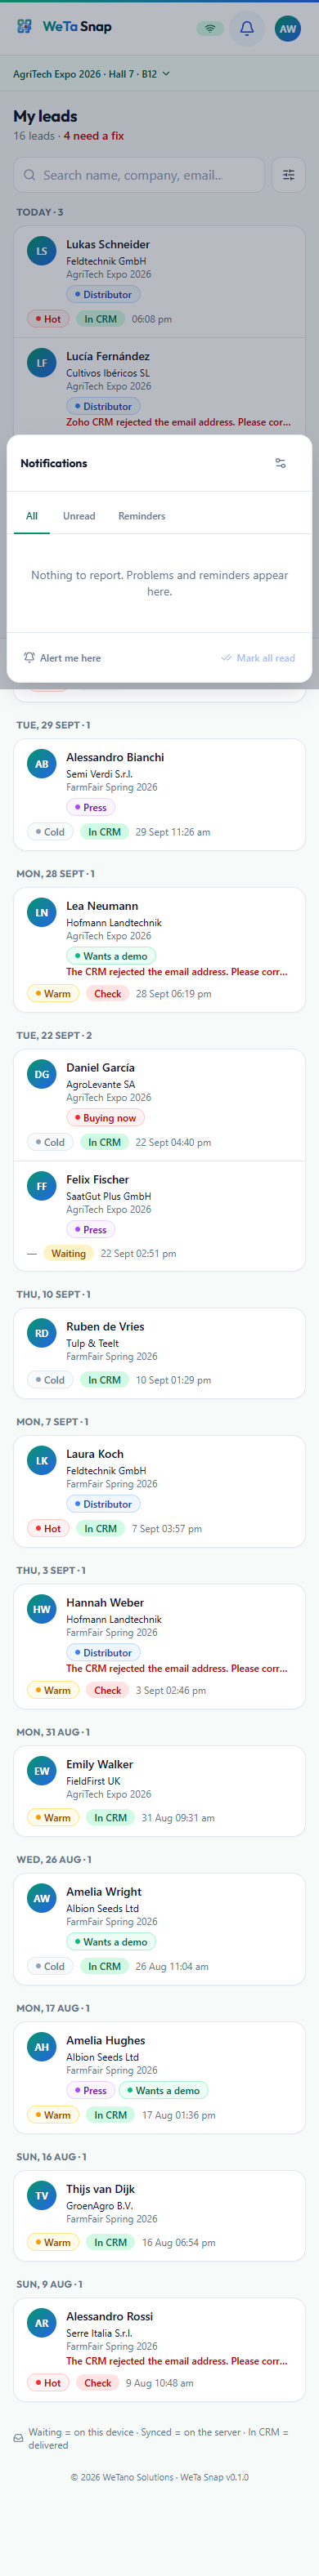 WeTa Snap
AW
AgriTech Expo 2026 · Hall 7 · B12
My leads
16 leads · 4 need a fix
Search name, company, email...
TODAY · 3
LS
Lukas Schneider
Feldtechnik GmbH
AgriTech Expo 2026
Distributor
Hot In CRM 06:08 pm
LF
Lucía Fernández
Cultivos Ibéricos SL
AgriTech Expo 2026
Distributor
Zoho CRM rejected the email address. Please cor...
Notifications
All Unread Reminders
Nothing to report. Problems and reminders appear
here.
Alert me here Mark all read
TUE, 29 SEPT · 1
AB
Alessandro Bianchi
Semi Verdi S.r.l.
FarmFair Spring 2026
Press
Cold In CRM 29 Sept 11:26 am
MON, 28 SEPT · 1
LN
Lea Neumann
Hofmann Landtechnik
AgriTech Expo 2026
Wants a demo
The CRM rejected the email address. Please corr...
Warm Check 28 Sept 06:19 pm
TUE, 22 SEPT · 2
DG
Daniel García
AgroLevante SA
AgriTech Expo 2026
Buying now
Cold In CRM 22 Sept 04:40 pm
FF
Felix Fischer
SaatGut Plus GmbH
AgriTech Expo 2026
Press
— Waiting 22 Sept 02:51 pm
THU, 10 SEPT · 1
RD
Ruben de Vries
Tulp & Teelt
FarmFair Spring 2026
Cold In CRM 10 Sept 01:29 pm
MON, 7 SEPT · 1
LK
Laura Koch
Feldtechnik GmbH
FarmFair Spring 2026
Distributor
Hot In CRM 7 Sept 03:57 pm
THU, 3 SEPT · 1
HW
Hannah Weber
Hofmann Landtechnik
FarmFair Spring 2026
Distributor
The CRM rejected the email address. Please corr...
Warm Check 3 Sept 02:46 pm
MON, 31 AUG · 1
EW
Emily Walker
FieldFirst UK
AgriTech Expo 2026
Warm In CRM 31 Aug 09:31 am
WED, 26 AUG · 1
AW
Amelia Wright
Albion Seeds Ltd
FarmFair Spring 2026
Wants a demo
Cold In CRM 26 Aug 11:04 am
MON, 17 AUG · 1
AH
Amelia Hughes
Albion Seeds Ltd
FarmFair Spring 2026
Press Wants a demo
Warm In CRM 17 Aug 01:36 pm
SUN, 16 AUG · 1
TV
Thijs van Dijk
GroenAgro B.V.
FarmFair Spring 2026
Warm In CRM 16 Aug 06:54 pm
SUN, 9 AUG · 1
AR
Alessandro Rossi
Serre Italia S.r.l.
FarmFair Spring 2026
The CRM rejected the email address. Please corr...
Hot Check 9 Aug 10:48 am
Waiting = on this device · Synced = on the server · In CRM =
delivered
© 2026 WeTano Solutions · WeTa Snap v0.1.0